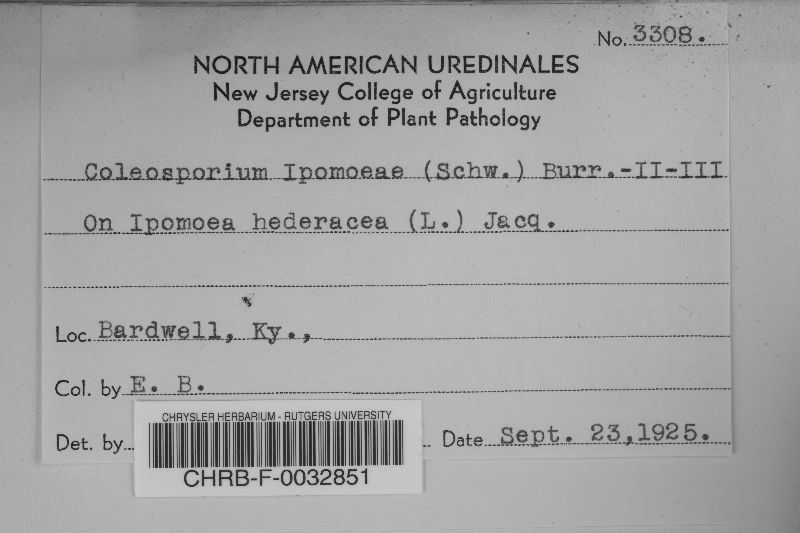 No. 3308.
NORTH AMERICAN UREDINALES
New Jersey College of Agriculture
Department of Plant Pathology
Coleosporium Ipomoeae (Schw.) Burr.-II-III
On Ipomoea hederacea (L.) Jacq.
Loc. Bardwell, Ky.,
Col. by E. B.
CHRYSLER HERBARIUM - RUTGERS UNIVERSITY
Det. by Date Sept. 23,1925.
CHRB-F-0032851